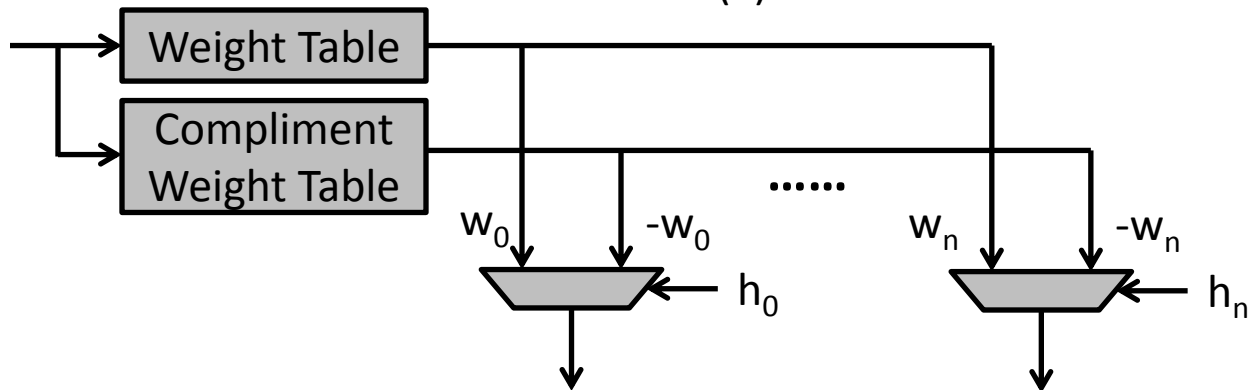 Weight Table
Compliment
Weight Table
......
w₀
-w₀
wₙ
-wₙ
h₀
hₙ